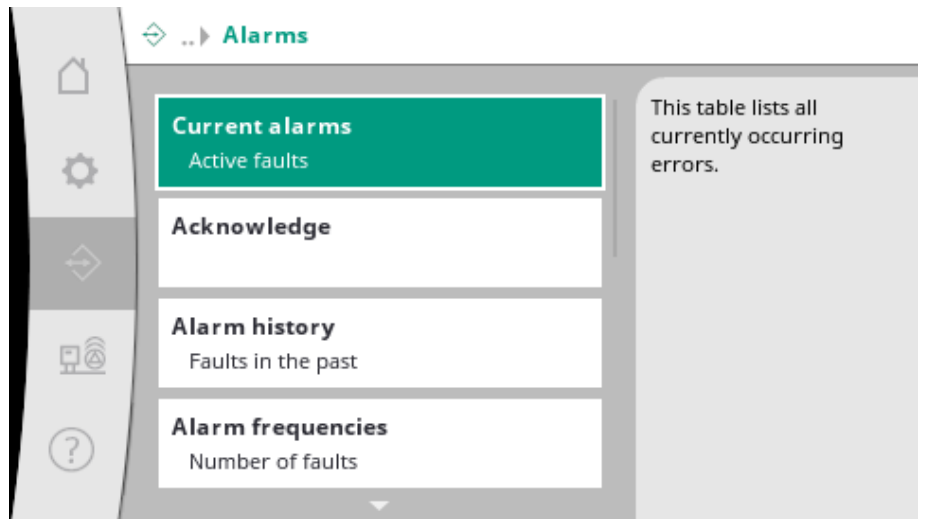 ..▸ Alarms
Current alarms
Active faults
Acknowledge
Alarm history
Faults in the past
Alarm frequencies
Number of faults
This table lists all
currently occurring
errors.
?